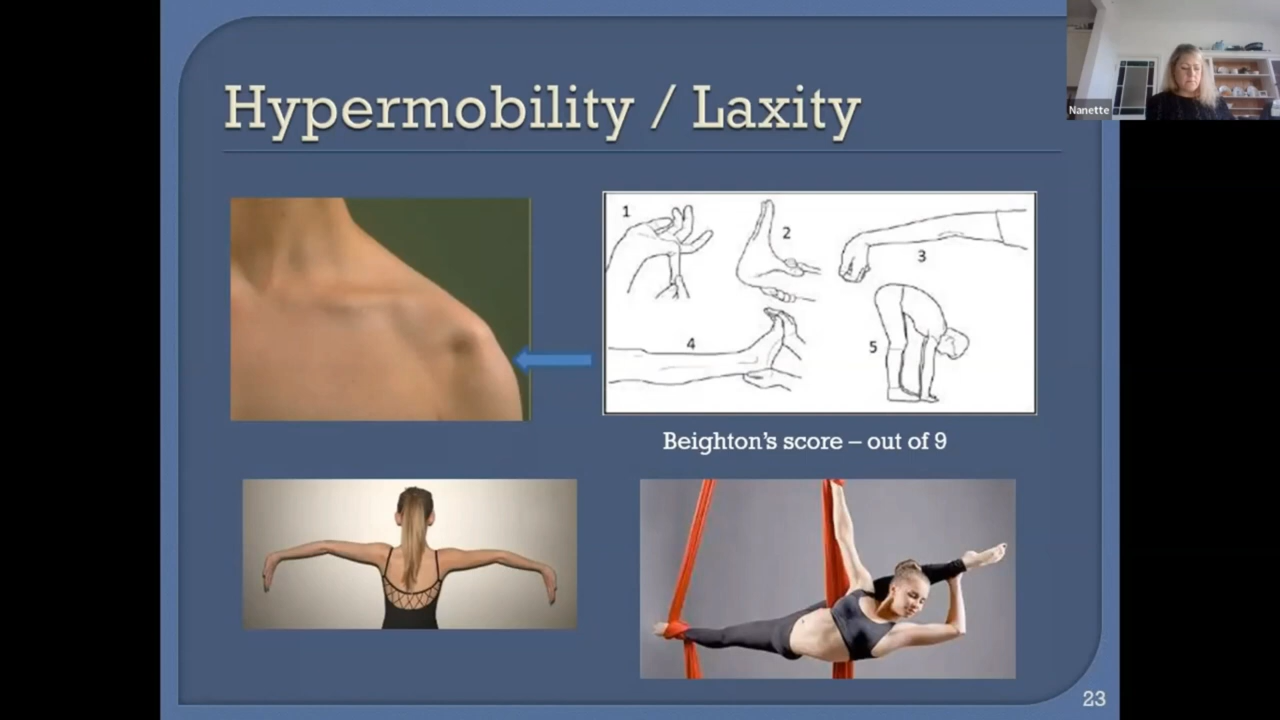 Hypermobility / Laxity
Nanette
1
2
3
4
5
Beighton's score – out of 9
23